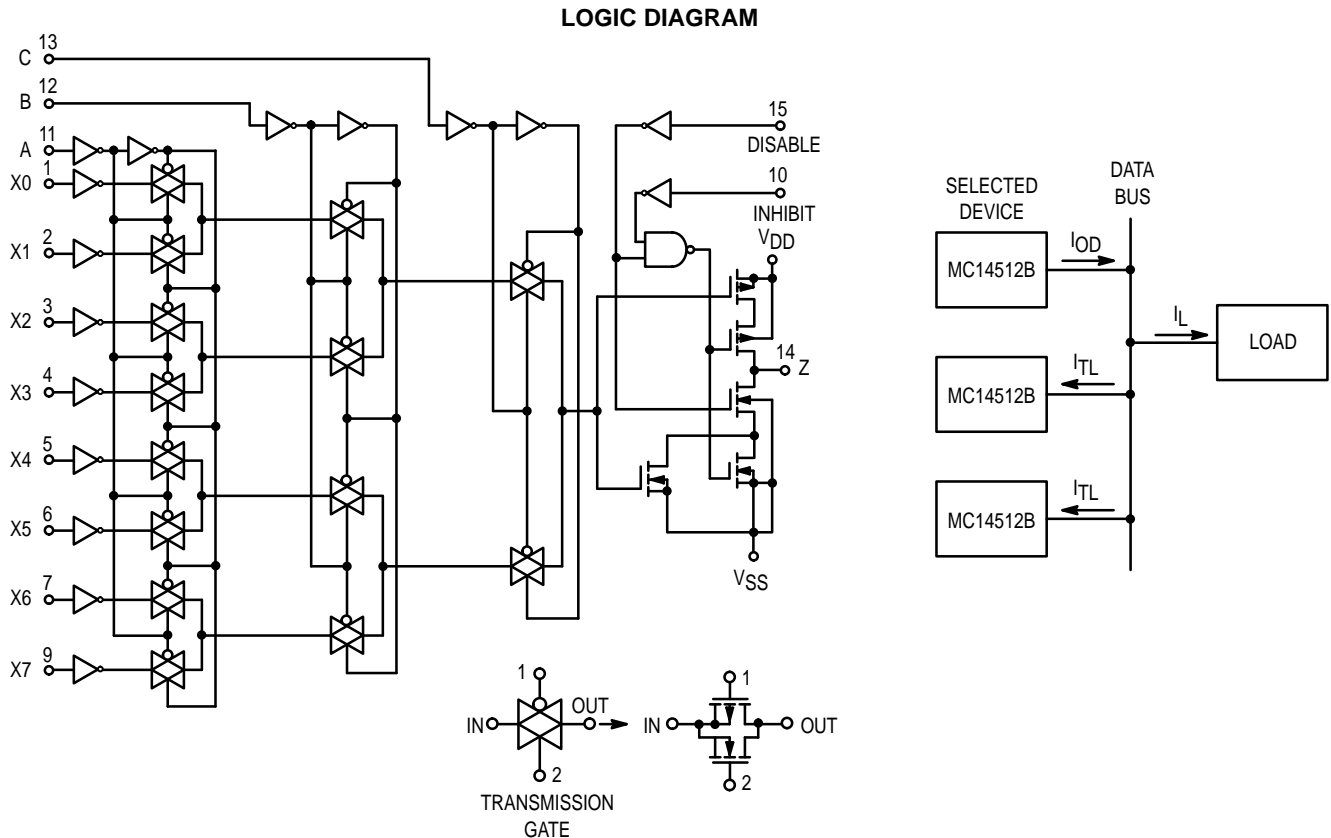 LOGIC DIAGRAM
C 13
B 12
A 11
X0 1
X1 2
X2 3
X3 4
X4 5
X5 6
X6 7
X7 9
15
DISABLE
10
INHIBIT
VDD
14 Z
VSS
SELECTED
DEVICE
DATA
BUS
MC14512B
IOD
IL
LOAD
MC14512B
ITL
MC14512B
ITL
1
IN
OUT
2
TRANSMISSION
GATE
1
IN
OUT
2